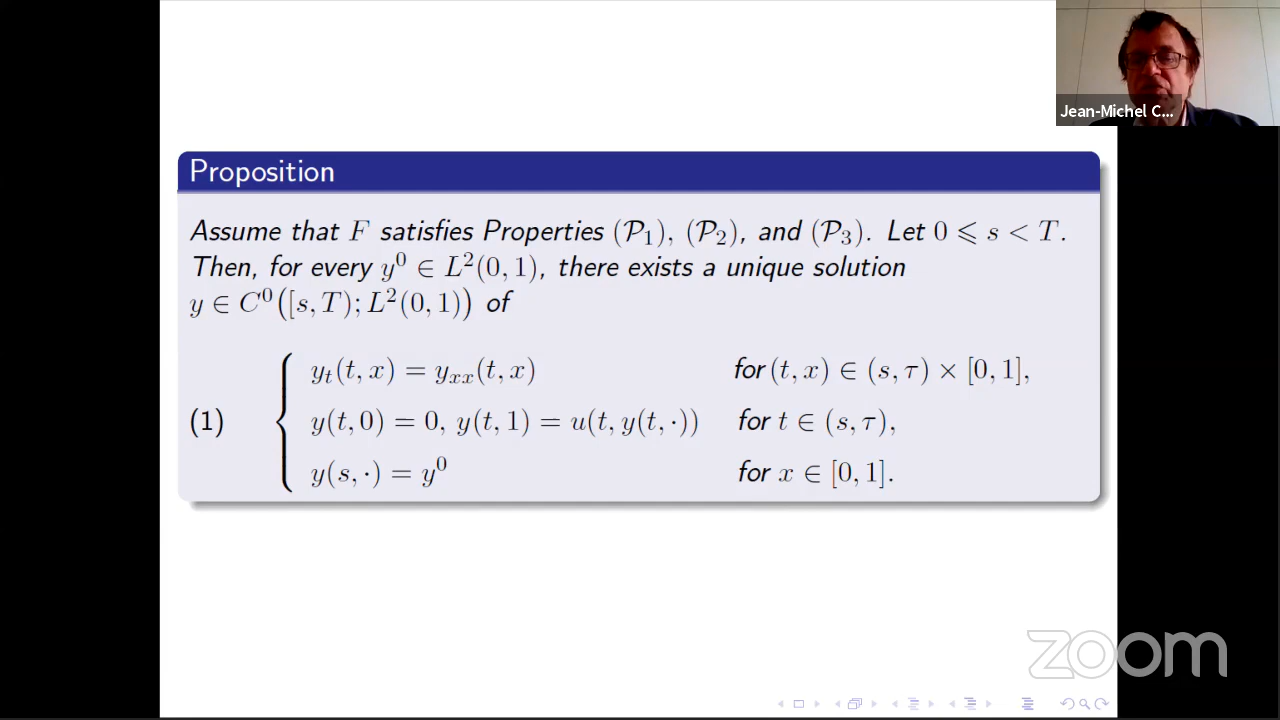 Jean-Michel C...
Proposition
Assume that F satisfies Properties (𝒫₁), (𝒫₂), and (𝒫₃). Let 0 ⩽ s < T.
Then, for every y⁰ ∈ L²(0, 1), there exists a unique solution
y ∈ C⁰([s, T); L²(0, 1)) of
yₜ(t, x) = yₓₓ(t, x) for (t, x) ∈ (s, τ) × [0, 1],
(1) { y(t, 0) = 0, y(t, 1) = u(t, y(t, ·)) for t ∈ (s, τ),
y(s, ·) = y⁰ for x ∈ [0, 1].
zoom